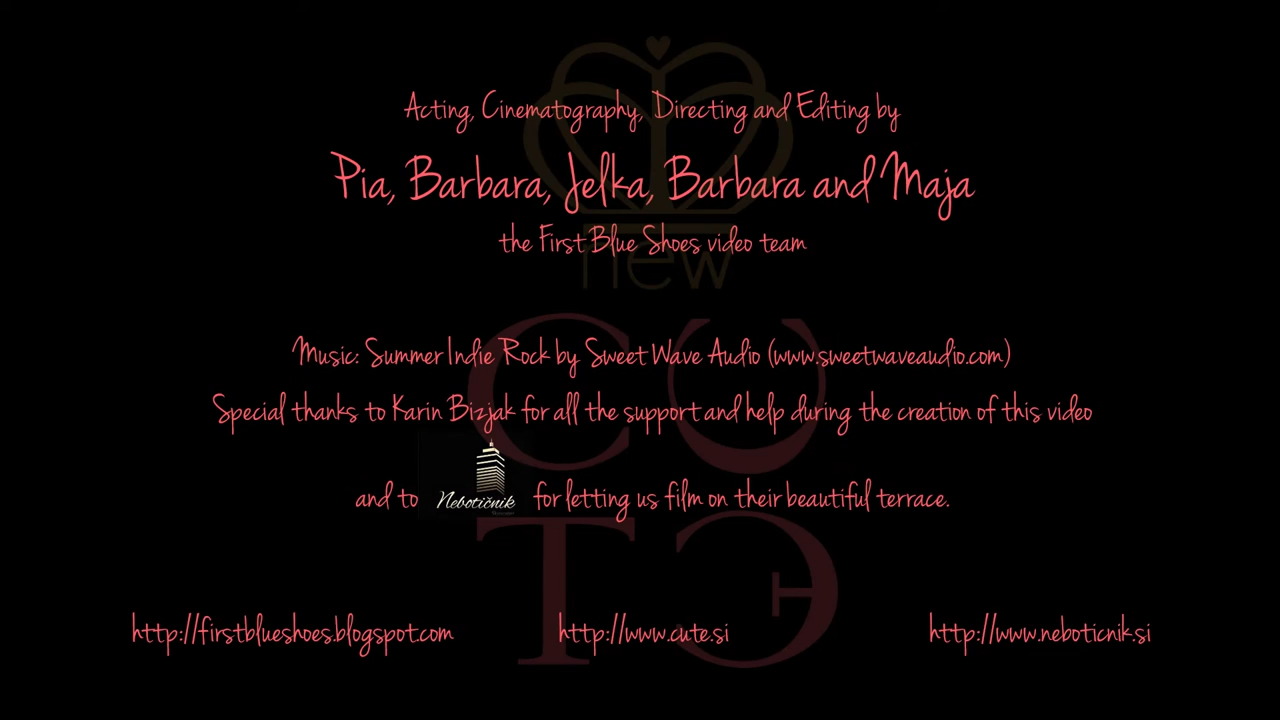 Acting, Cinematography, Directing and Editing by
Pia, Barbara, Jelka, Barbara and Maja
the First Blue Shoes video team
new
Music: Summer Indie Rock by Sweet Wave Audio (www.sweetwaveaudio.com)
CU
Special thanks to Karin Bizjak for all the support and help during the creation of this video
and to Nebotičnik for letting us film on their beautiful terrace.
TE
http://firstblueshoes.blogspot.com http://www.cute.si http://www.neboticnik.si